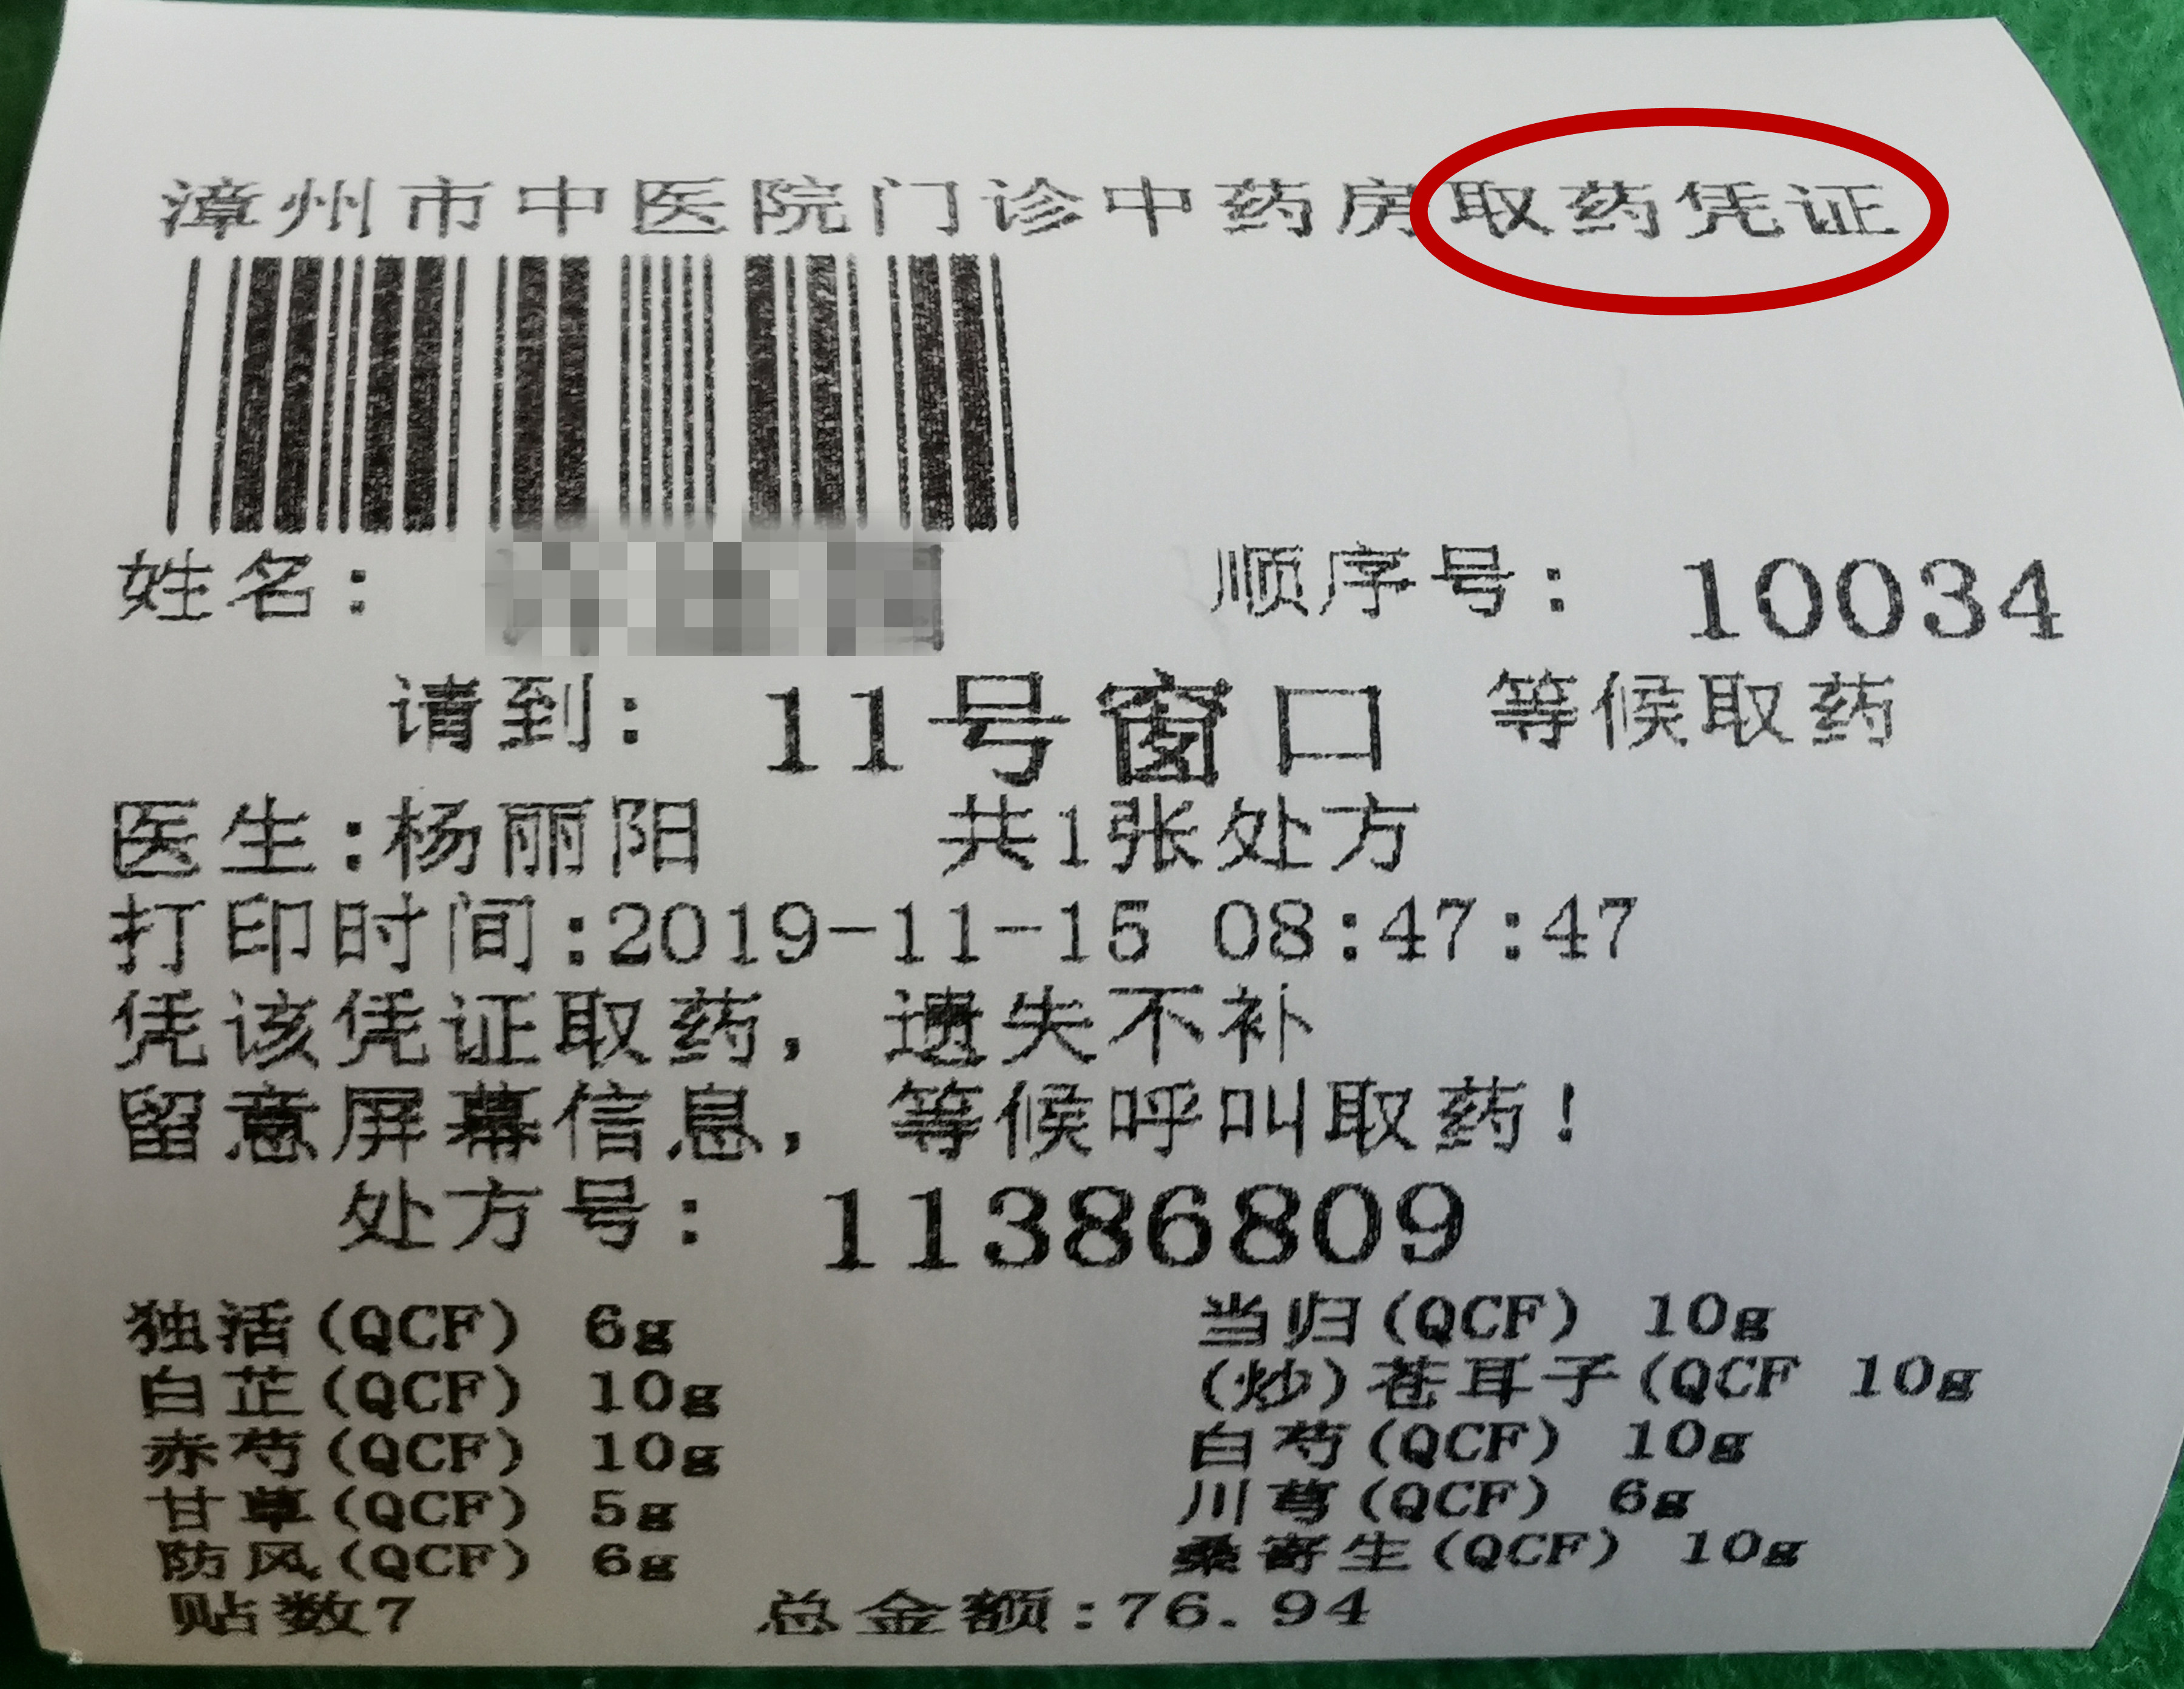 漳州市中医院门诊中药房取药凭证
姓名: 顺序号: 10034
请到: 11号窗口 等候取药
医生:杨丽阳 共1张处方
打印时间:2019-11-15 08:47:47
凭该凭证取药, 遗失不补
留意屏幕信息, 等候呼叫取药!
处方号: 11386809
独活(QCF) 6g 当归(QCF) 10g
白芷(QCF) 10g (炒)苍耳子(QCF 10g
赤芍(QCF) 10g 白芍(QCF) 10g
甘草(QCF) 5g 川芎(QCF) 6g
防风(QCF) 6g 桑寄生(QCF) 10g
贴数7 总金额:76.94